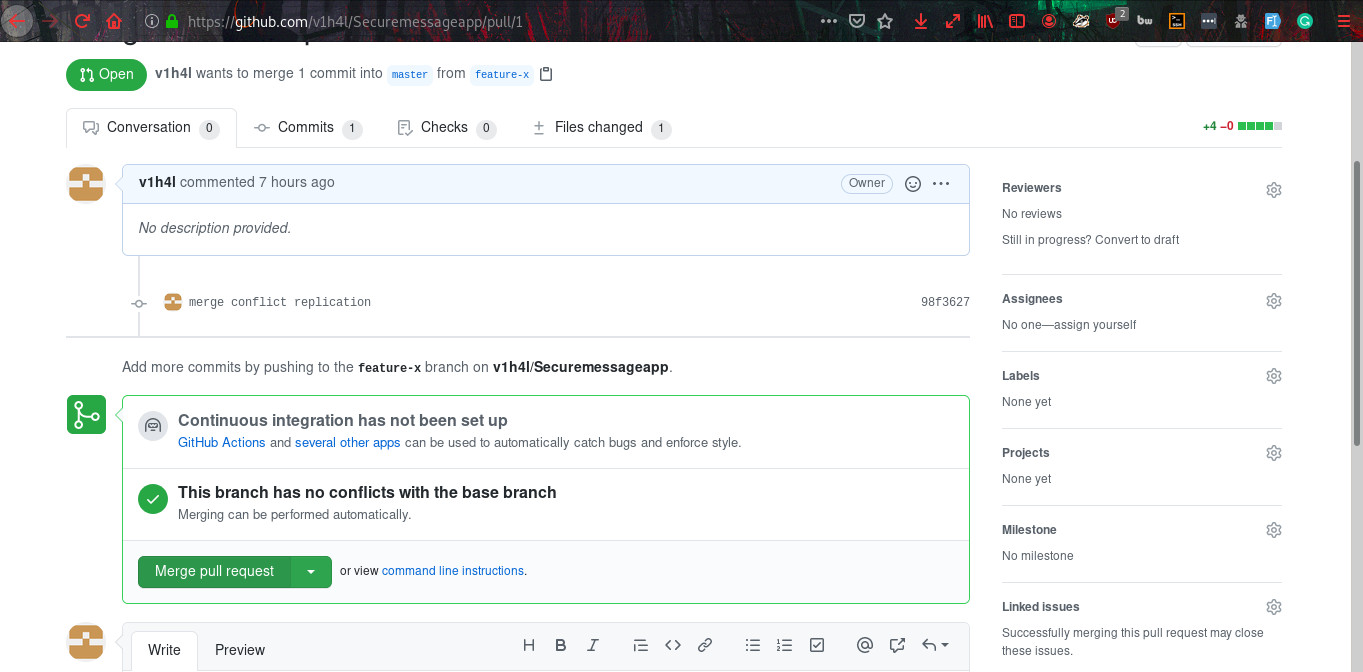 https://github.com/v1h4l/Securemessageapp/pull/1
2
bw
FI
Open
v1h4l wants to merge 1 commit into master from feature-x
Conversation 0
Commits 1
Checks 0
Files changed 1
+4 −0
v1h4l commented 7 hours ago
Owner
No description provided.
merge conflict replication
98f3627
Add more commits by pushing to the feature-x branch on v1h4l/Securemessageapp.
Continuous integration has not been set up
GitHub Actions and several other apps can be used to automatically catch bugs and enforce style.
This branch has no conflicts with the base branch
Merging can be performed automatically.
Merge pull request
or view command line instructions.
Write
Preview
H B I
Reviewers
No reviews
Still in progress? Convert to draft
Assignees
No one—assign yourself
Labels
None yet
Projects
None yet
Milestone
No milestone
Linked issues
Successfully merging this pull request may close
these issues.